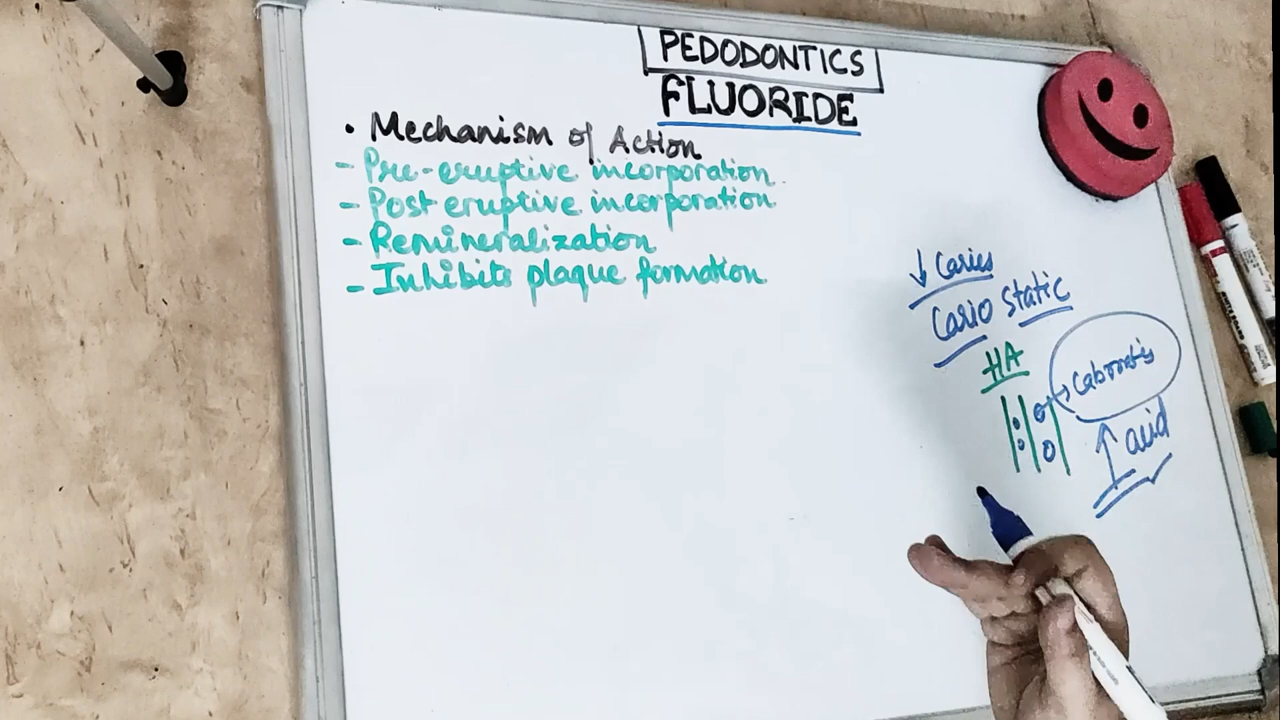 PEDODONTICS
FLUORIDE
• Mechanism of Action
- Pre-eruptive incorporation
- Post eruptive incorporation
- Remineralization
- Inhibits plaque formation
↓ Caries
Cario static
HA
Cabonates
↑ acid